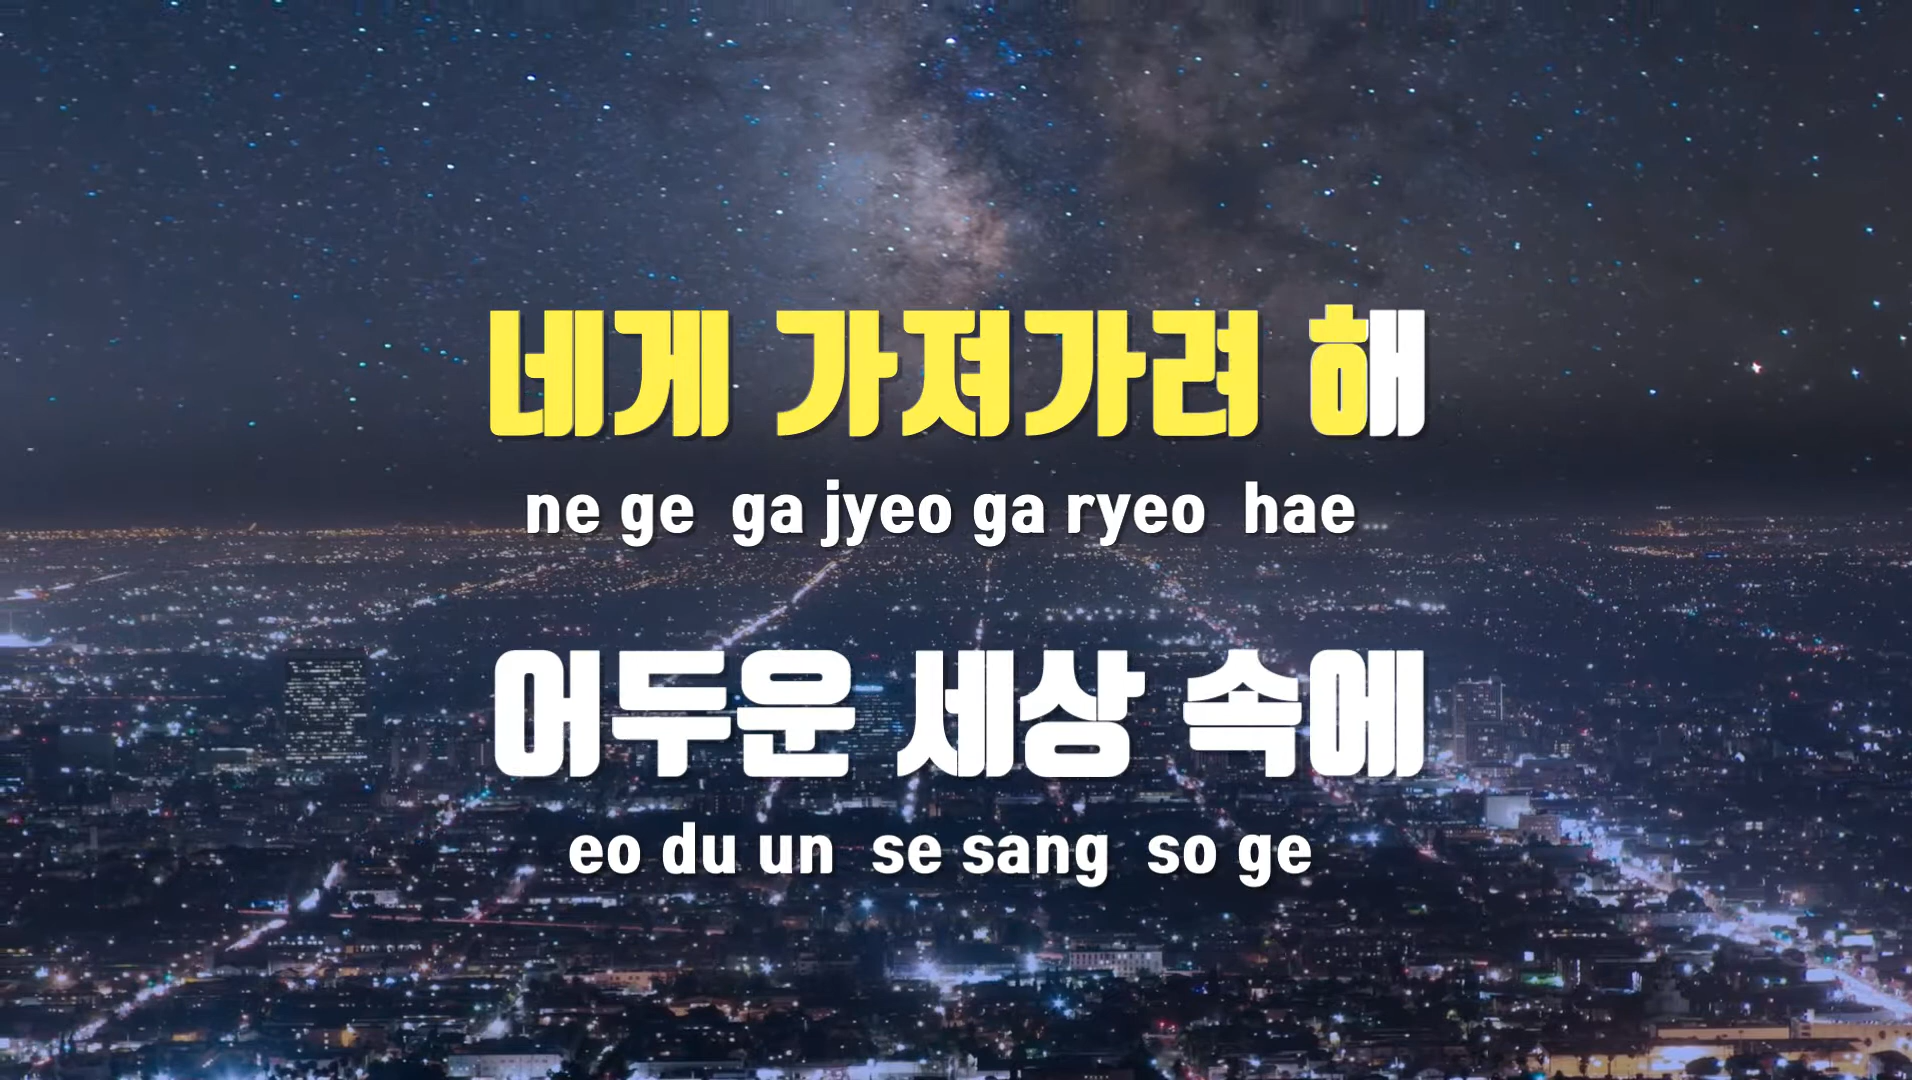 네게 가져가려 해
ne ge ga jyeo ga ryeo hae
어두운 세상 속에
eo du un se sang so ge